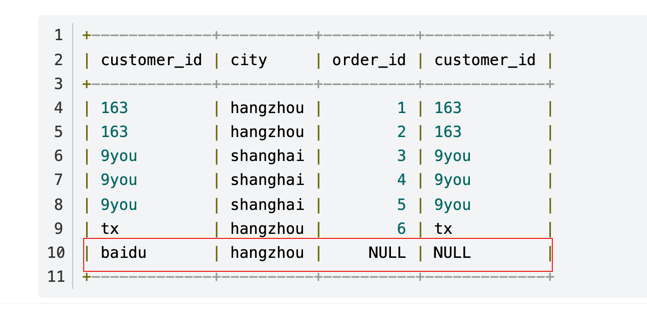 1 +-------------+----------+----------+-------------+
2 | customer_id | city     | order_id | customer_id |
3 +-------------+----------+----------+-------------+
4 | 163         | hangzhou |        1 | 163         |
5 | 163         | hangzhou |        2 | 163         |
6 | 9you        | shanghai |        3 | 9you        |
7 | 9you        | shanghai |        4 | 9you        |
8 | 9you        | shanghai |        5 | 9you        |
9 | tx          | hangzhou |        6 | tx          |
10 | baidu       | hangzhou |     NULL | NULL        |
11 +-------------+----------+----------+-------------+